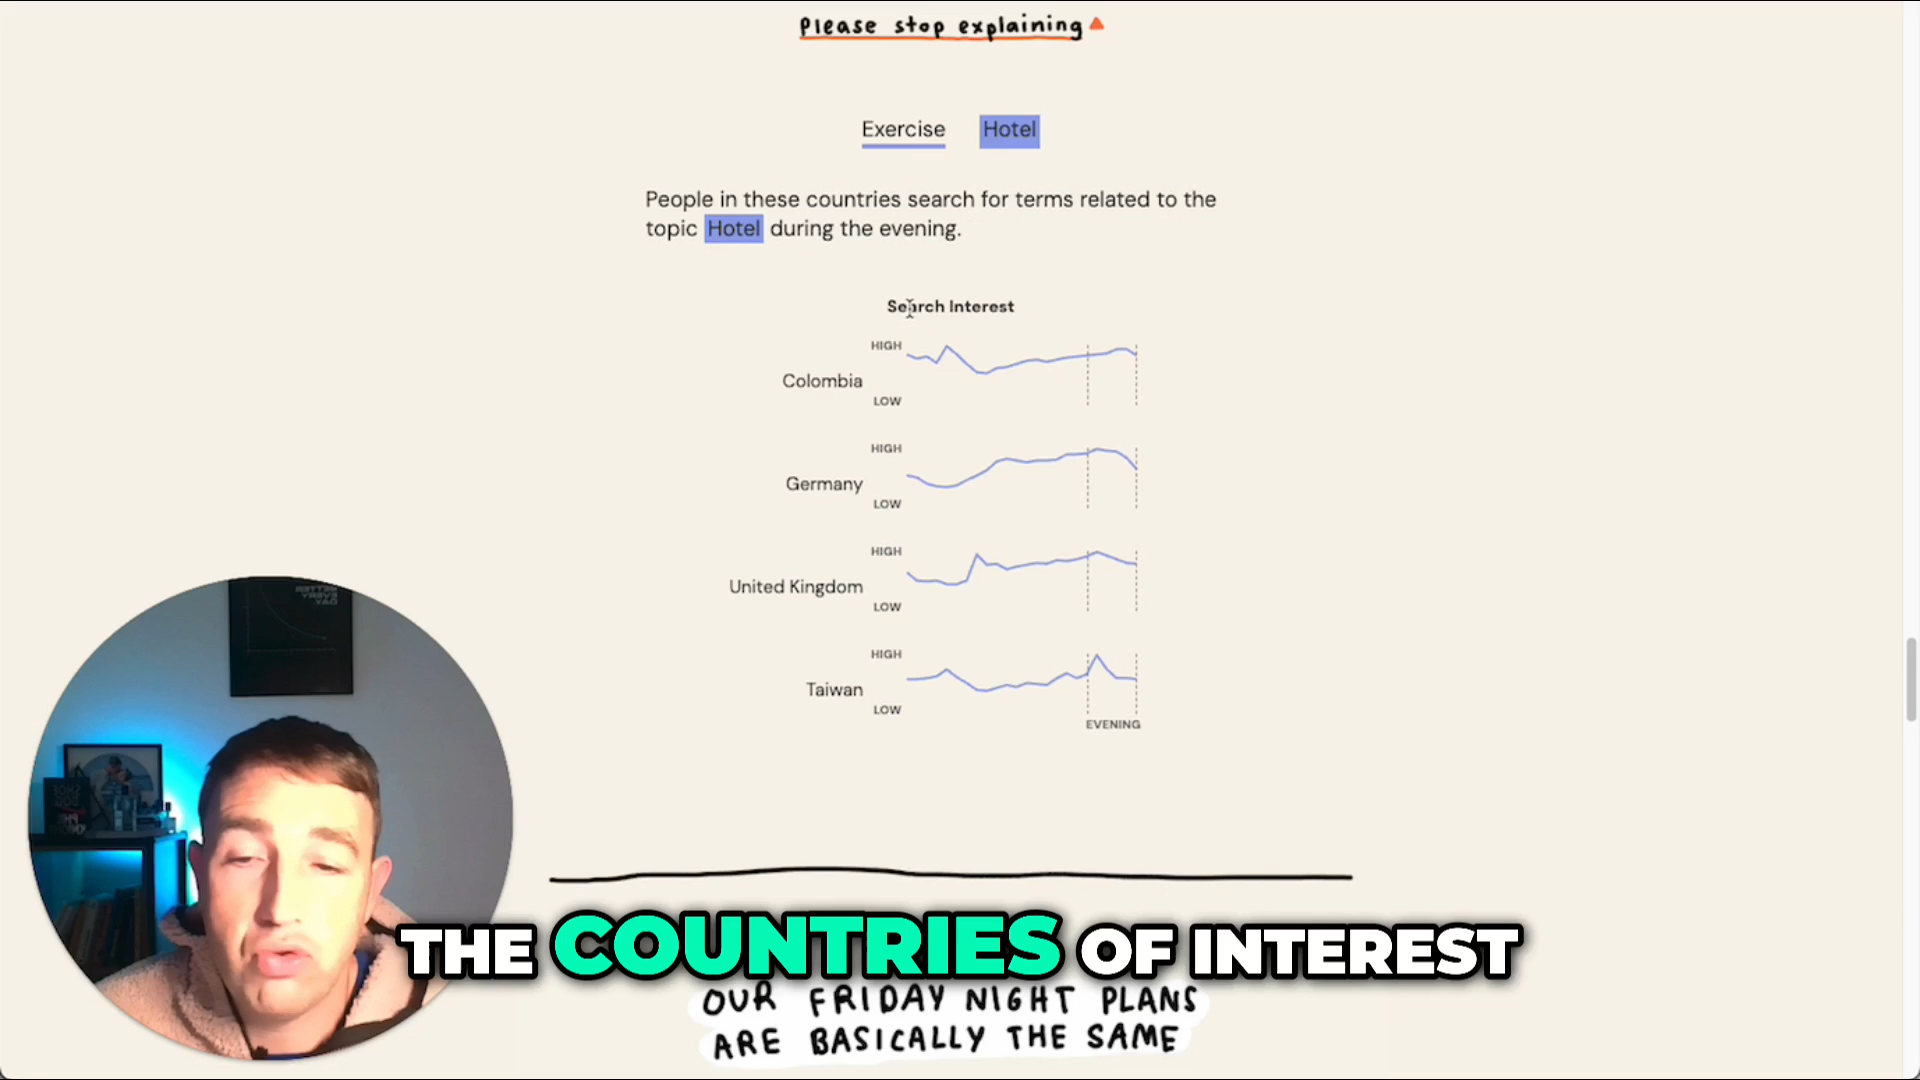 Please stop explaining
Exercise Hotel
People in these countries search for terms related to the
topic Hotel during the evening.
Search Interest
HIGH
Colombia
LOW
HIGH
Germany
LOW
HIGH
United Kingdom
LOW
HIGH
Taiwan
LOW
EVENING
THE COUNTRIES OF INTEREST
OUR FRIDAY NIGHT PLANS
ARE BASICALLY THE SAME